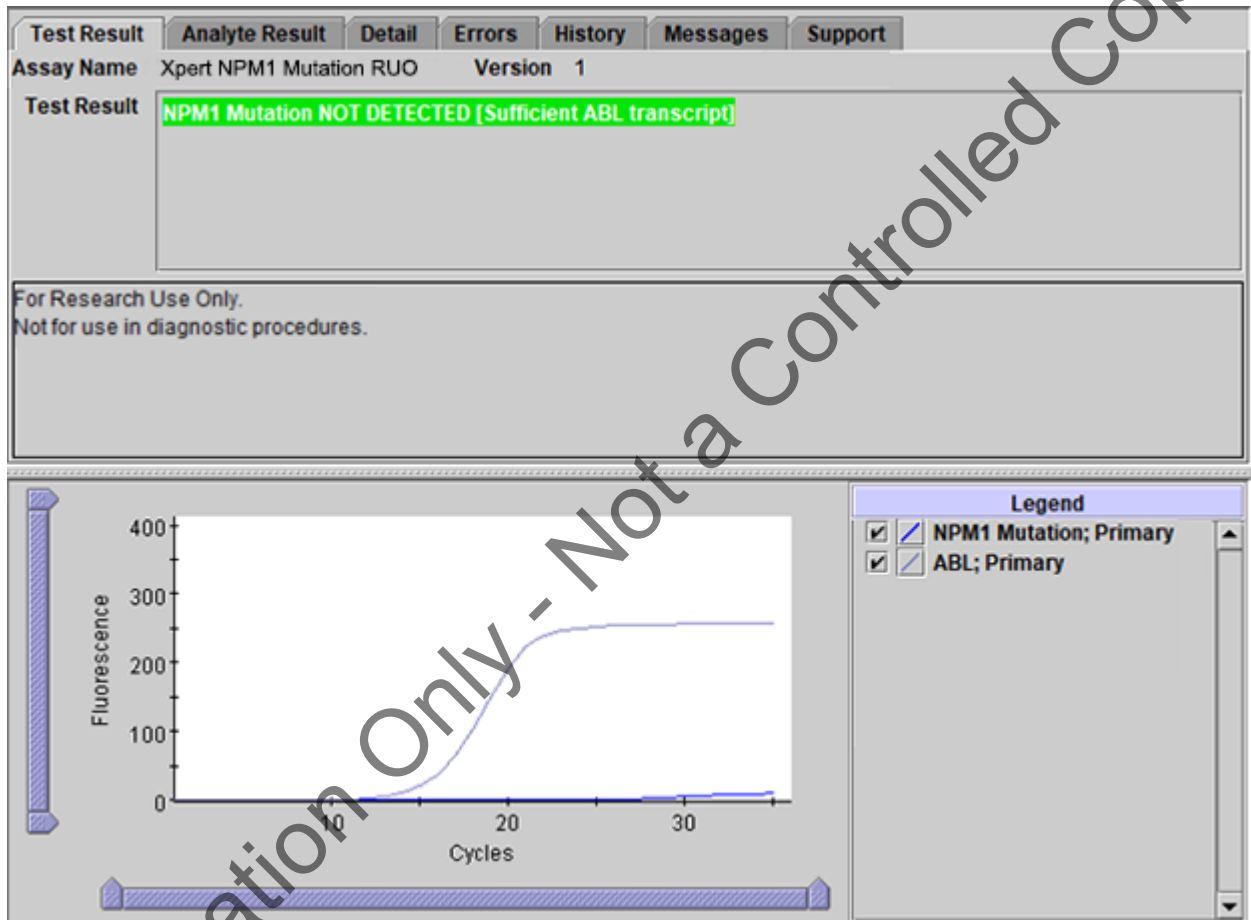 Test Result Analyte Result Detail Errors History Messages Support
Assay Name Xpert NPM1 Mutation RUO Version 1
Test Result NPM1 Mutation NOT DETECTED [Sufficient ABL transcript]
For Research Use Only.
Not for use in diagnostic procedures.
Legend
NPM1 Mutation; Primary
ABL; Primary
400
300
200
100
0
Fluorescence
10 20 30
Cycles
Only - Not a Controlled